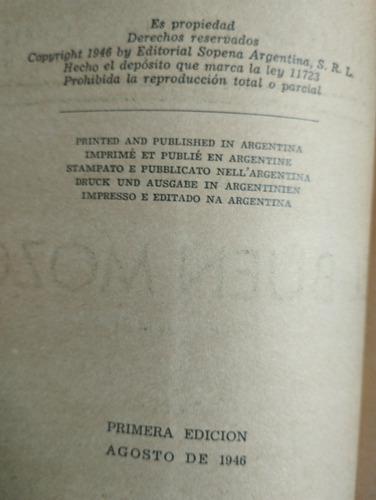 Es propiedad
Derechos reservados
Copyright 1946 by Editorial Sopena Argentina, S. R. L.
Hecho el depósito que marca la ley 11723
Prohibida la reproducción total o parcial
PRINTED AND PUBLISHED IN ARGENTINA
IMPRIMÉ ET PUBLIÉ EN ARGENTINE
STAMPATO E PUBBLICATO NELL'ARGENTINA
DRUCK UND AUSGABE IN ARGENTINIEN
IMPRESSO E EDITADO NA ARGENTINA
BUEN MOZO
PRIMERA EDICION
AGOSTO DE 1946